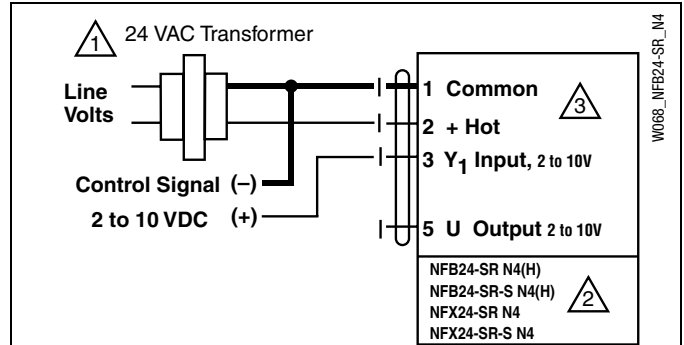 1 24 VAC Transformer
Line
Volts
1 Common
3
2 + Hot
3 Y1 Input, 2 to 10V
Control Signal (–)
2 to 10 VDC (+)
5 U Output 2 to 10V
NFB24-SR N4(H)
NFB24-SR-S N4(H)
2
NFX24-SR N4
NFX24-SR-S N4
W068_NFB24-SR_N4